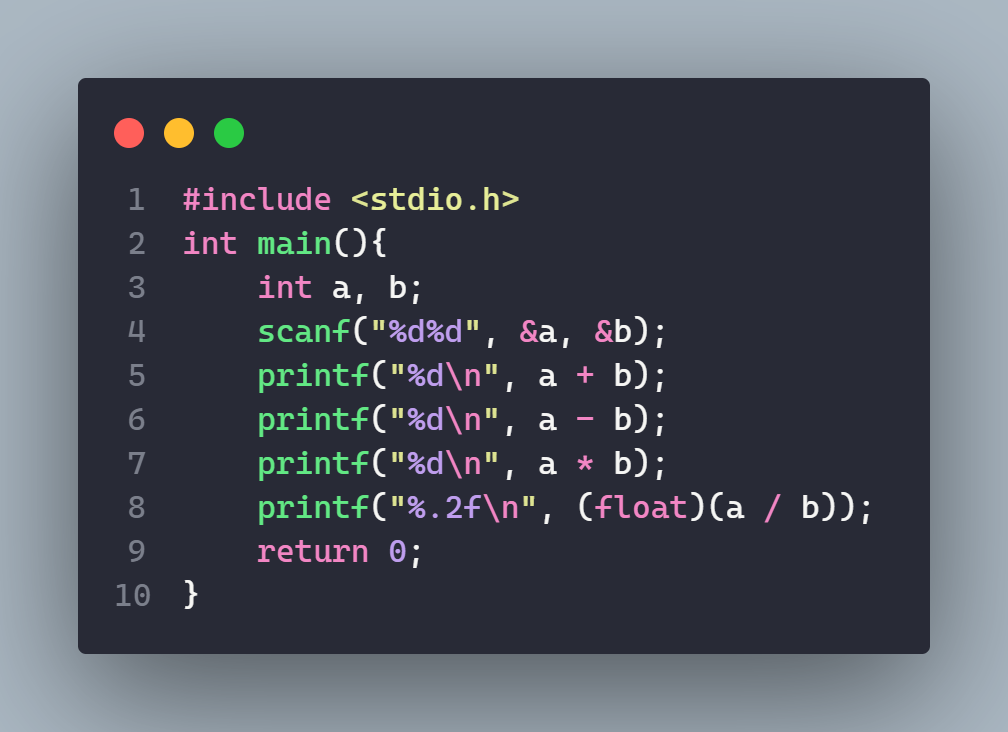 1 #include <stdio.h>
2 int main(){
3     int a, b;
4     scanf("%d%d", &a, &b);
5     printf("%d\n", a + b);
6     printf("%d\n", a - b);
7     printf("%d\n", a * b);
8     printf("%.2f\n", (float)(a / b));
9     return 0;
10 }